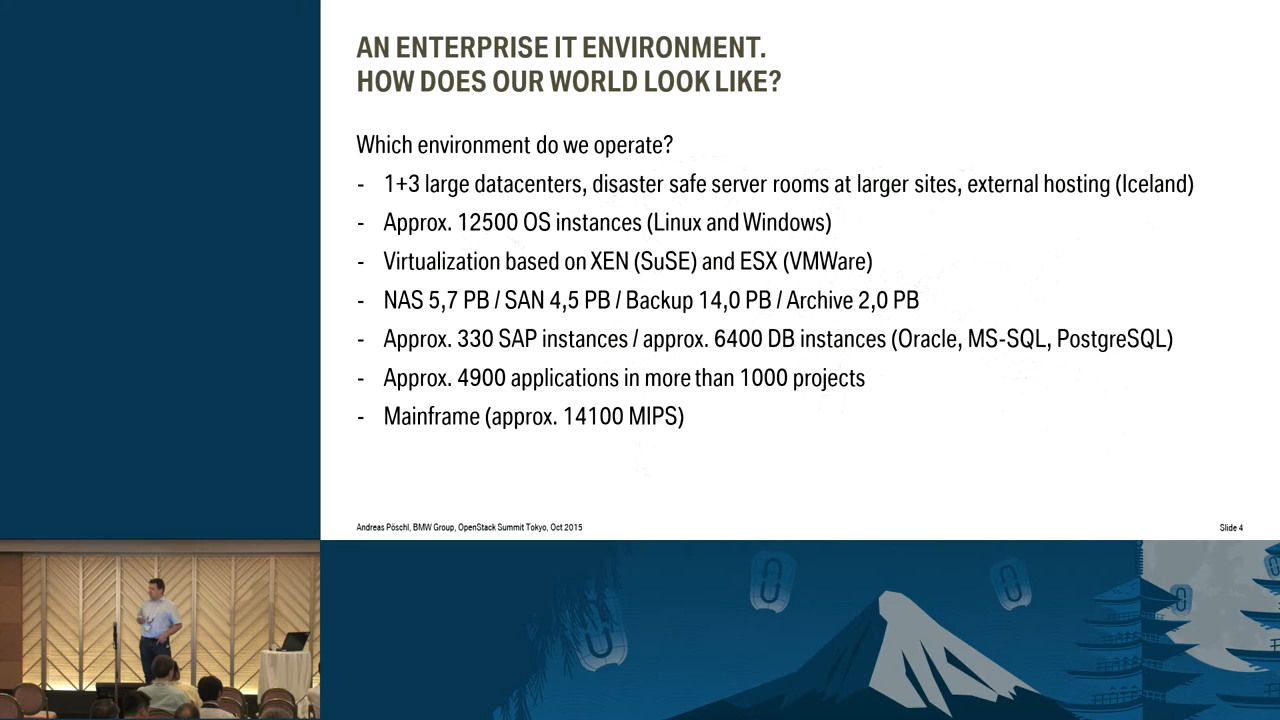 AN ENTERPRISE IT ENVIRONMENT.
HOW DOES OUR WORLD LOOK LIKE?
Which environment do we operate?
- 1+3 large datacenters, disaster safe server rooms at larger sites, external hosting (Iceland)
- Approx. 12500 OS instances (Linux and Windows)
- Virtualization based on XEN (SuSE) and ESX (VMWare)
- NAS 5,7 PB / SAN 4,5 PB / Backup 14,0 PB / Archive 2,0 PB
- Approx. 330 SAP instances / approx. 6400 DB instances (Oracle, MS-SQL, PostgreSQL)
- Approx. 4900 applications in more than 1000 projects
- Mainframe (approx. 14100 MIPS)
Andreas Pöschl, BMW Group, OpenStack Summit Tokyo, Oct 2015
Slide 4